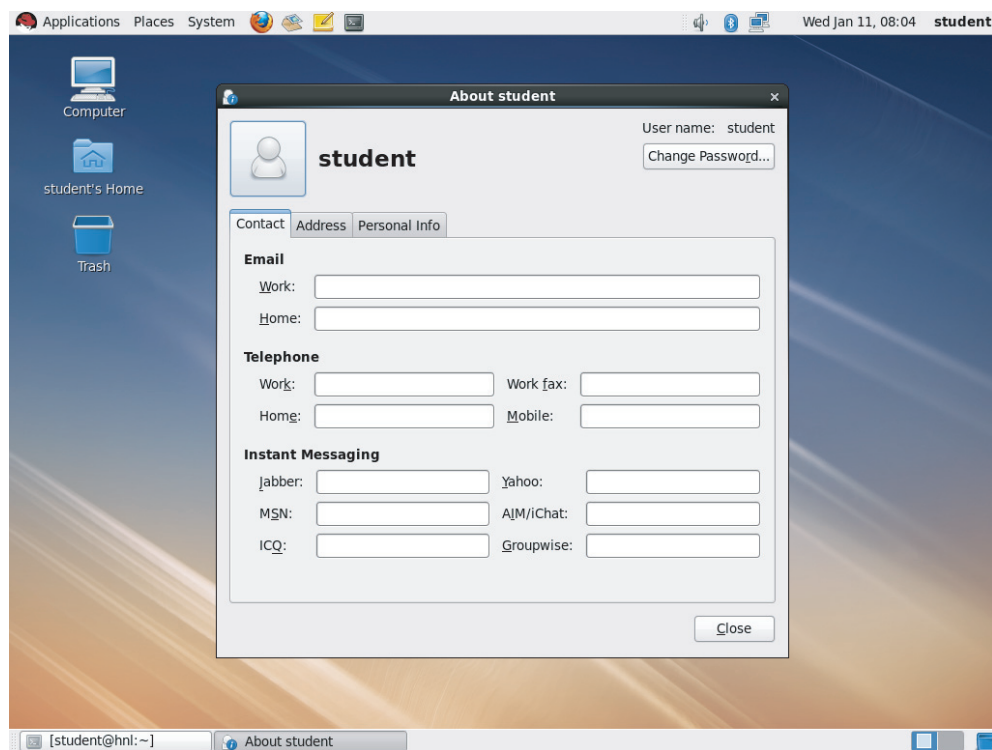 Applications Places System Wed Jan 11, 08:04 student
Computer
student's Home
Trash
About student
User name: student
student
Change Password...
Contact Address Personal Info
Email
Work:
Home:
Telephone
Work: Work fax:
Home: Mobile:
Instant Messaging
Jabber: Yahoo:
MSN: AIM/iChat:
ICQ: Groupwise:
Close
[student@hnl:~] About student